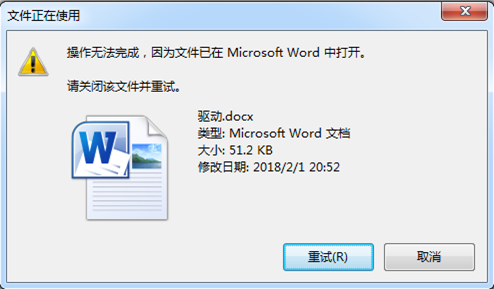 文件正在使用
操作无法完成，因为文件已在 Microsoft Word 中打开。
请关闭该文件并重试。
驱动.docx
类型: Microsoft Word 文档
大小: 51.2 KB
修改日期: 2018/2/1 20:52
W
重试(R)
取消